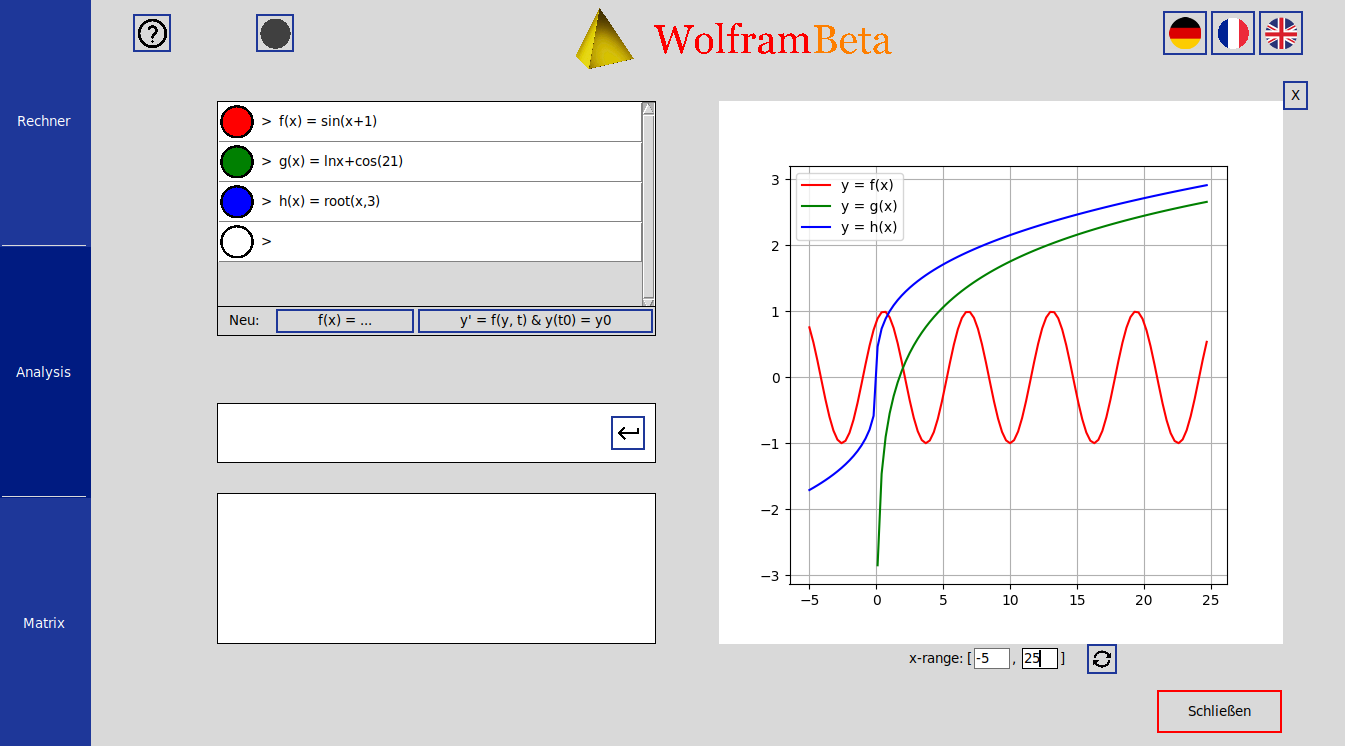 WolframBeta
X
Rechner
Analysis
Matrix
> f(x) = sin(x+1)
> g(x) = lnx+cos(21)
> h(x) = root(x,3)
>
Neu: f(x) = ... y' = f(y, t) & y(t0) = y0
y = f(x)
y = g(x)
y = h(x)
3
2
1
0
−1
−2
−3
−5 0 5 10 15 20 25
x-range: [ -5 , 25 ]
Schließen